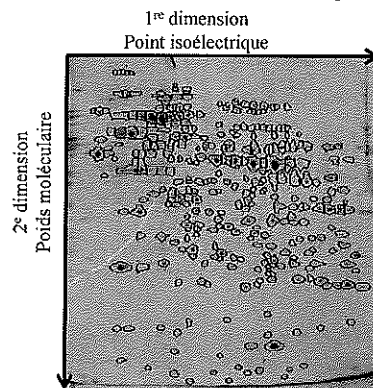 1re dimension
Point isoélectrique
2e dimension
Poids moléculaire